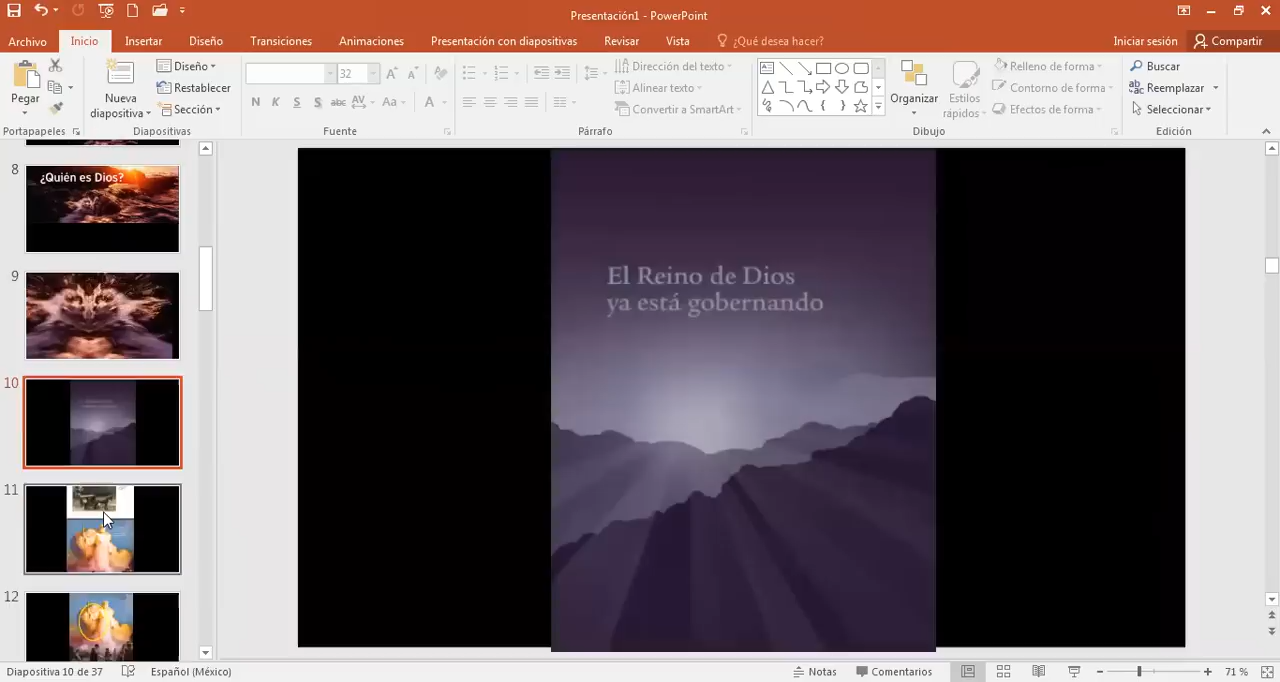 Presentación1 - PowerPoint
Archivo Inicio Insertar Diseño Transiciones Animaciones Presentación con diapositivas Revisar Vista ¿Qué desea hacer? Iniciar sesión Compartir
Pegar
Nueva diapositiva
Diseño
Restablecer
Sección
32
N K S S abc AV Aa A
Dirección del texto
Alinear texto
Convertir a SmartArt
Organizar
Estilos rápidos
Relleno de forma
Contorno de forma
Efectos de forma
Buscar
Reemplazar
Seleccionar
Portapapeles Diapositivas Fuente Párrafo Dibujo Edición
8
¿Quién es Dios?
9
10
11
12
El Reino de Dios
ya está gobernando
Diapositiva 10 de 37 Español (México) Notas Comentarios 71 %